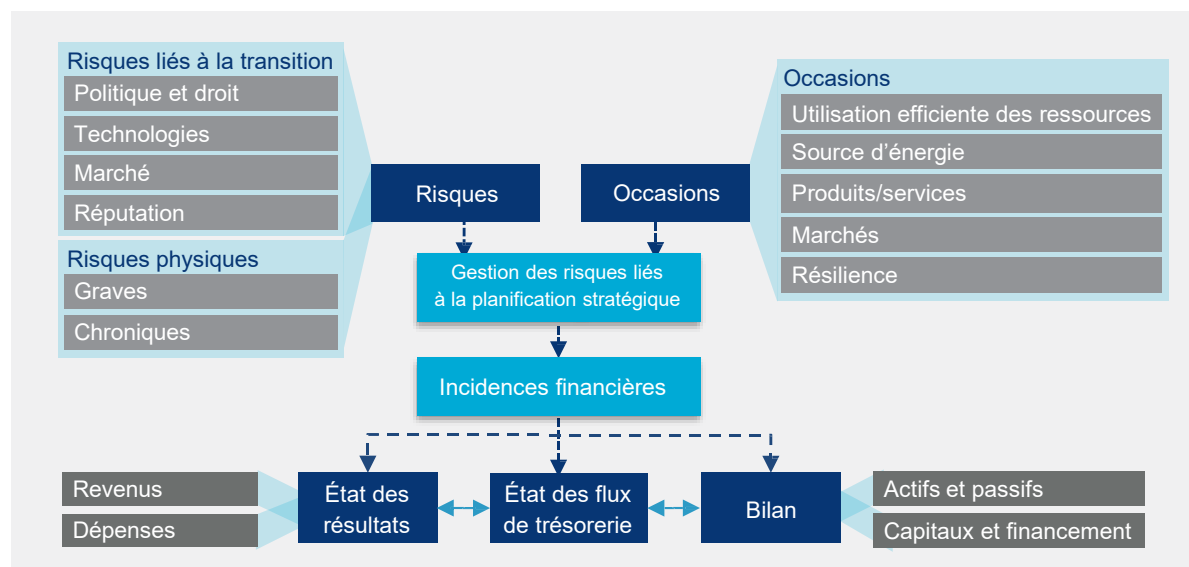 Risques liés à la transition
Politique et droit
Technologies
Marché
Réputation
Risques physiques
Graves
Chroniques
Risques
Occasions
Occasions
Utilisation efficiente des ressources
Source d’énergie
Produits/services
Marchés
Résilience
Gestion des risques liés
à la planification stratégique
Incidences financières
Revenus
Dépenses
État des
résultats
État des flux
de trésorerie
Bilan
Actifs et passifs
Capitaux et financement